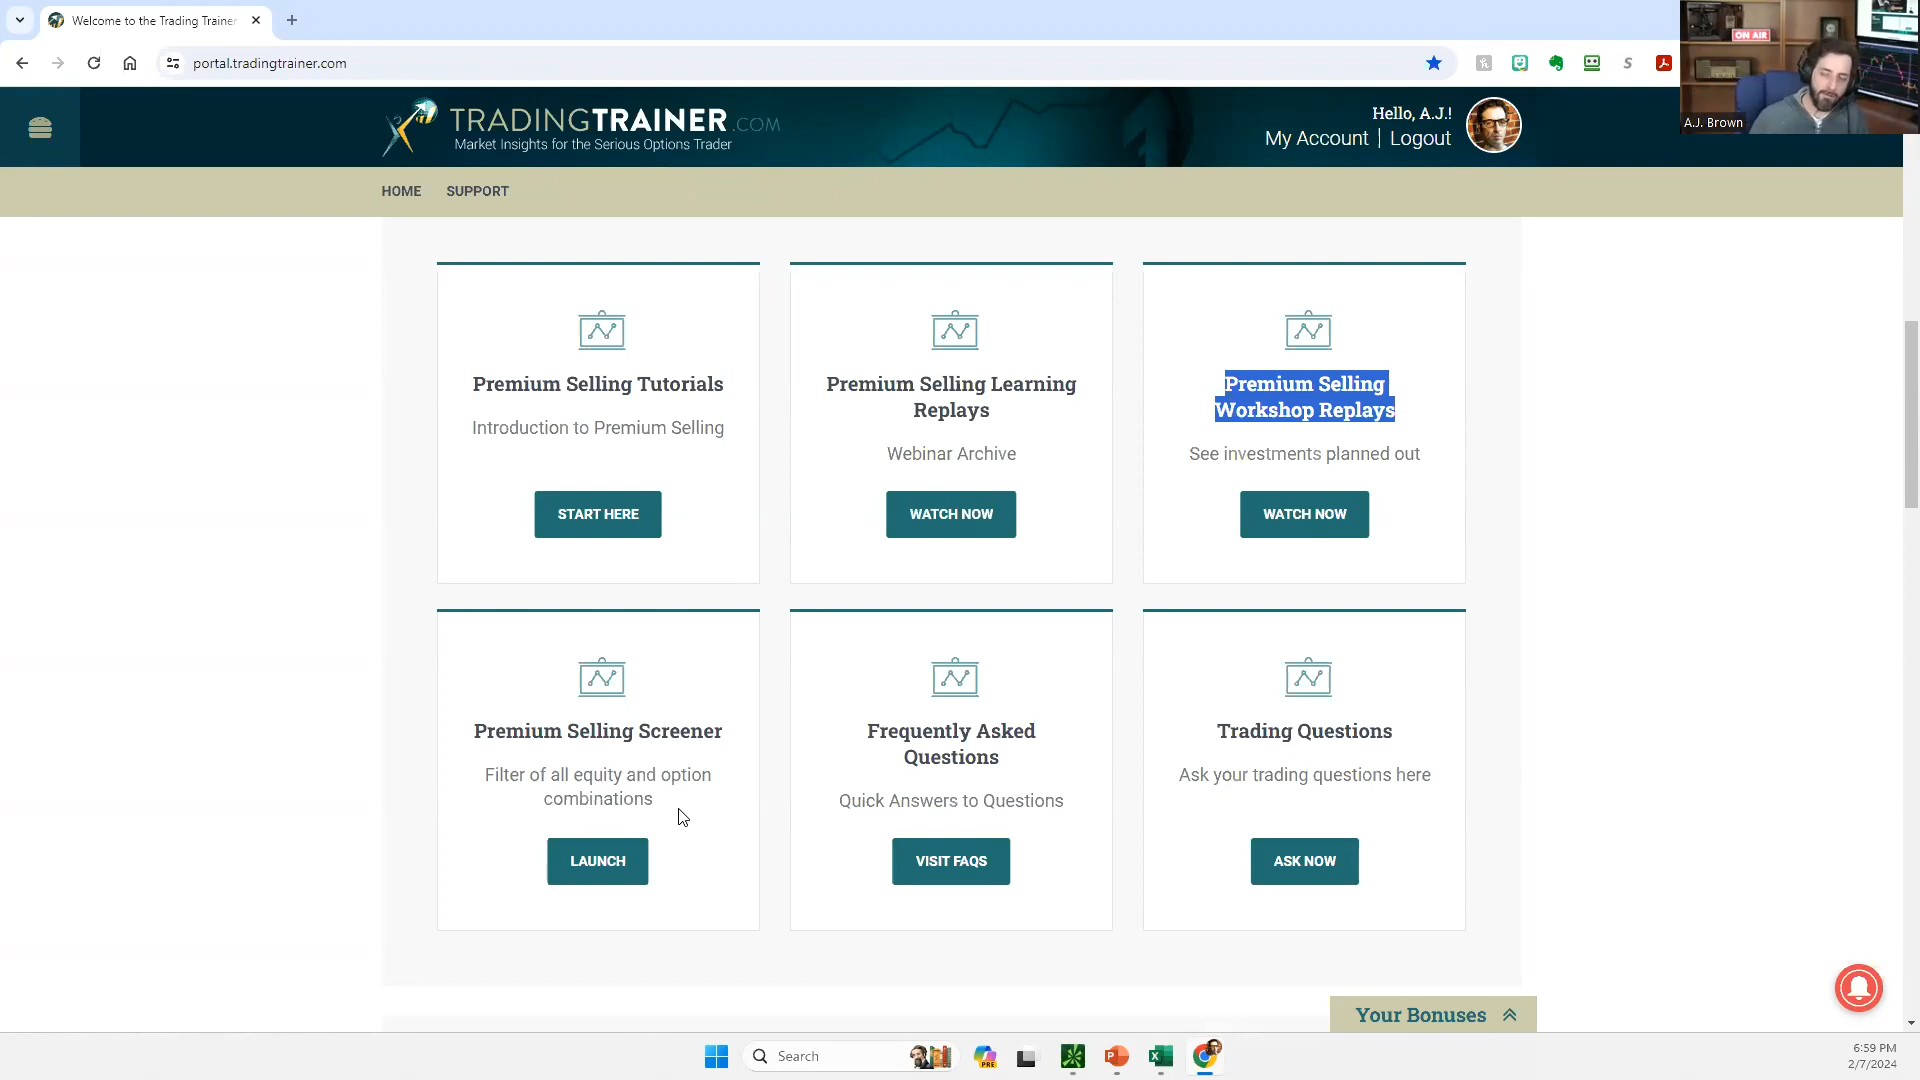 Welcome to the Trading Trainer
portal.tradingtrainer.com
ON AIR
A.J. Brown
TRADINGTRAINER.COM
Market Insights for the Serious Options Trader
Hello, A.J.!
My Account | Logout
HOME SUPPORT
Premium Selling Tutorials
Introduction to Premium Selling
START HERE
Premium Selling Learning
Replays
Webinar Archive
WATCH NOW
Premium Selling
Workshop Replays
See investments planned out
WATCH NOW
Premium Selling Screener
Filter of all equity and option
combinations
LAUNCH
Frequently Asked
Questions
Quick Answers to Questions
VISIT FAQS
Trading Questions
Ask your trading questions here
ASK NOW
Your Bonuses
Search
PRE
6:59 PM
2/7/2024